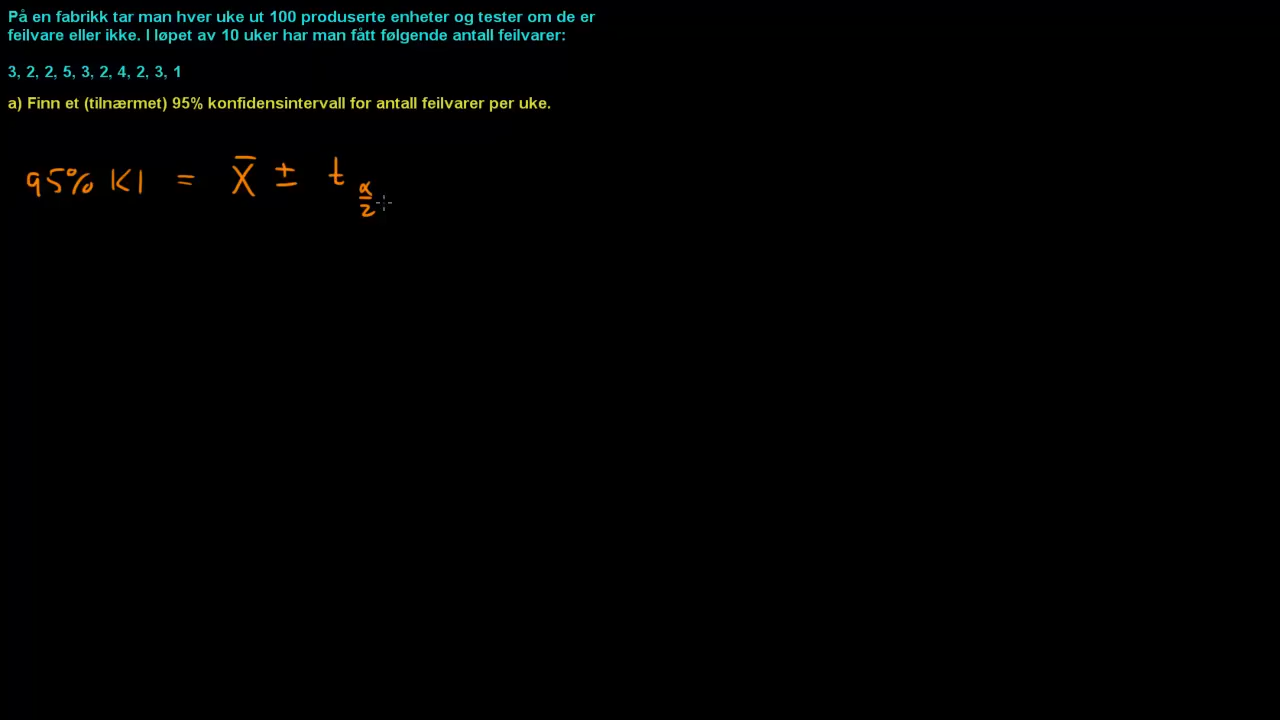 På en fabrikk tar man hver uke ut 100 produserte enheter og tester om de er
feilvare eller ikke. I løpet av 10 uker har man fått følgende antall feilvarer:
3, 2, 2, 5, 3, 2, 4, 2, 3, 1
a) Finn et (tilnærmet) 95% konfidensintervall for antall feilvarer per uke.
95% KI = X̄ ± t α/2